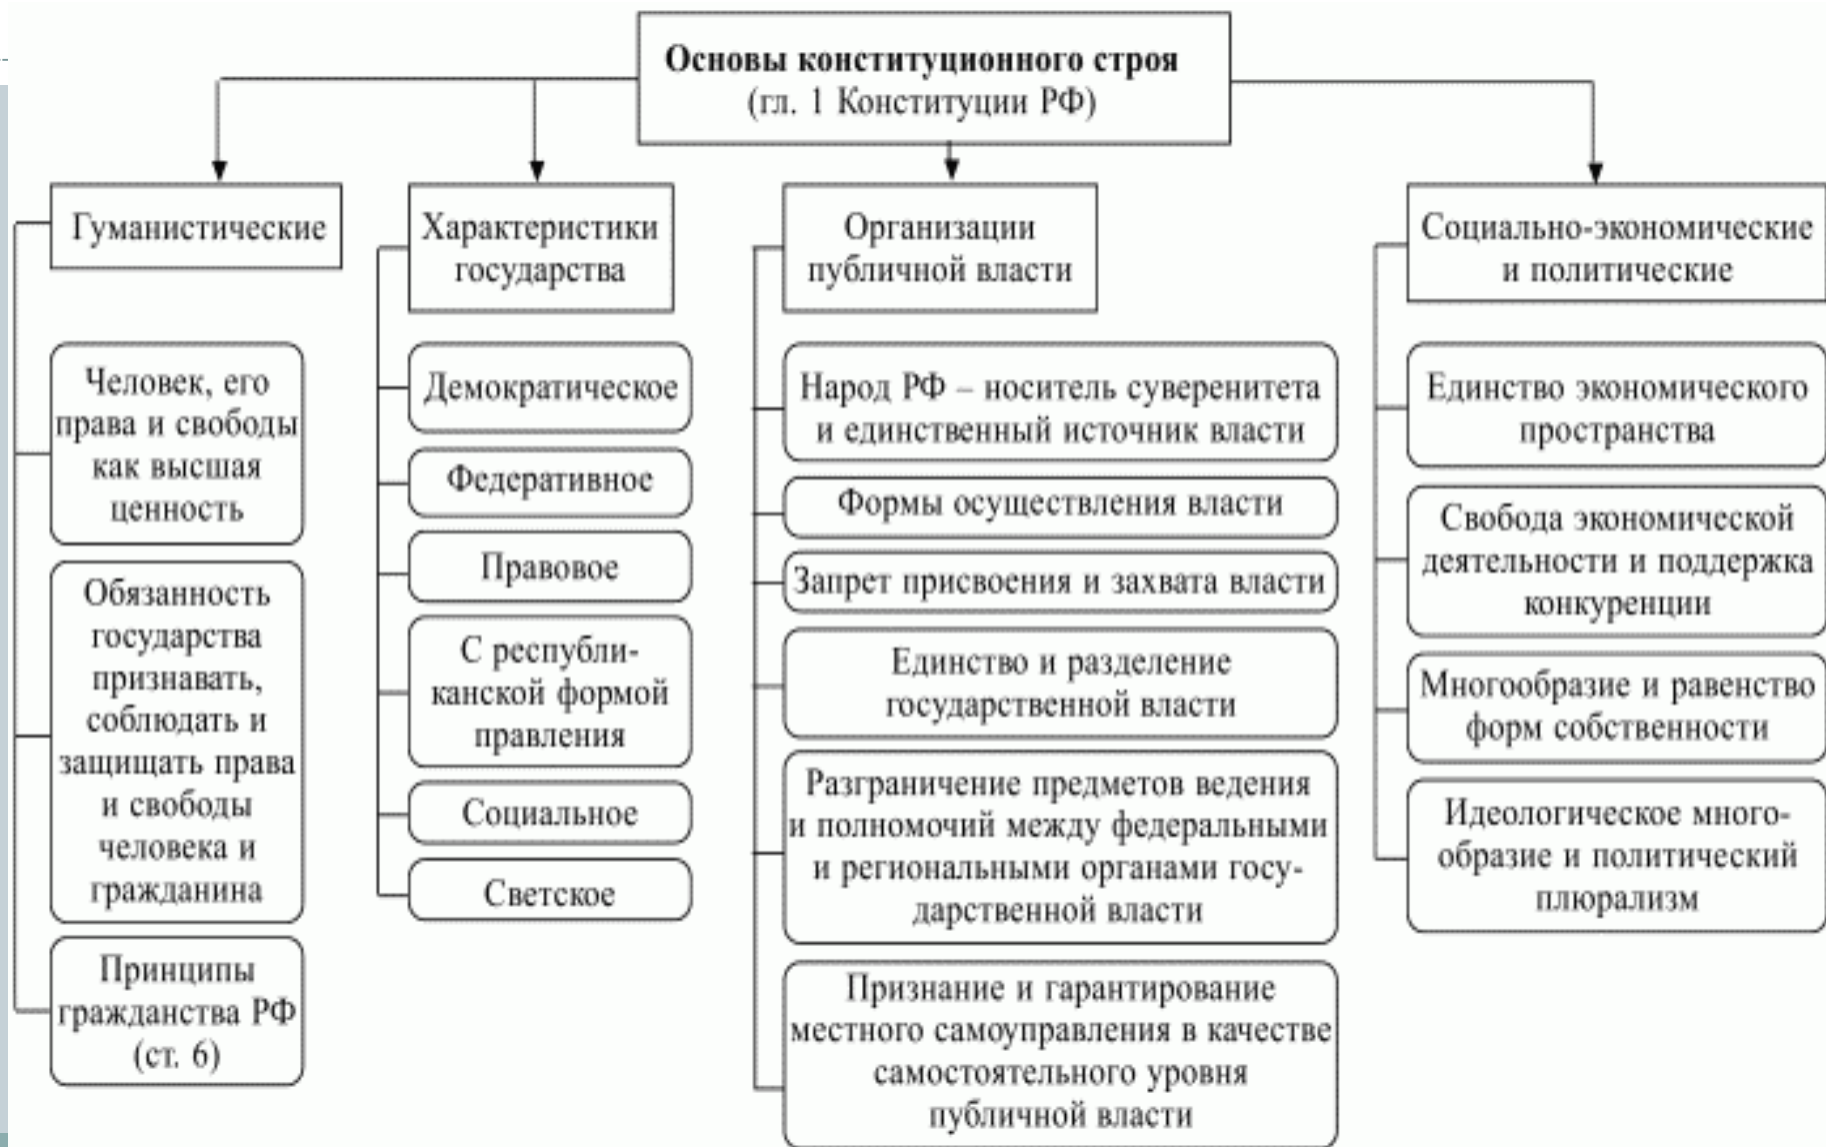 Основы конституционного строя
(гл. 1 Конституции РФ)
Гуманистические
Человек, его
права и свободы
как высшая
ценность
Обязанность
государства
признавать,
соблюдать и
защищать права
и свободы
человека и
гражданина
Принципы
гражданства РФ
(ст. 6)
Характеристики
государства
Демократическое
Федеративное
Правовое
С республи-
канской формой
правления
Социальное
Светское
Организации
публичной власти
Народ РФ – носитель суверенитета
и единственный источник власти
Формы осуществления власти
Запрет присвоения и захвата власти
Единство и разделение
государственной власти
Разграничение предметов ведения
и полномочий между федеральными
и региональными органами госу-
дарственной власти
Признание и гарантирование
местного самоуправления в качестве
самостоятельного уровня
публичной власти
Социально-экономические
и политические
Единство экономического
пространства
Свобода экономической
деятельности и поддержка
конкуренции
Многообразие и равенство
форм собственности
Идеологическое много-
образие и политический
плюрализм